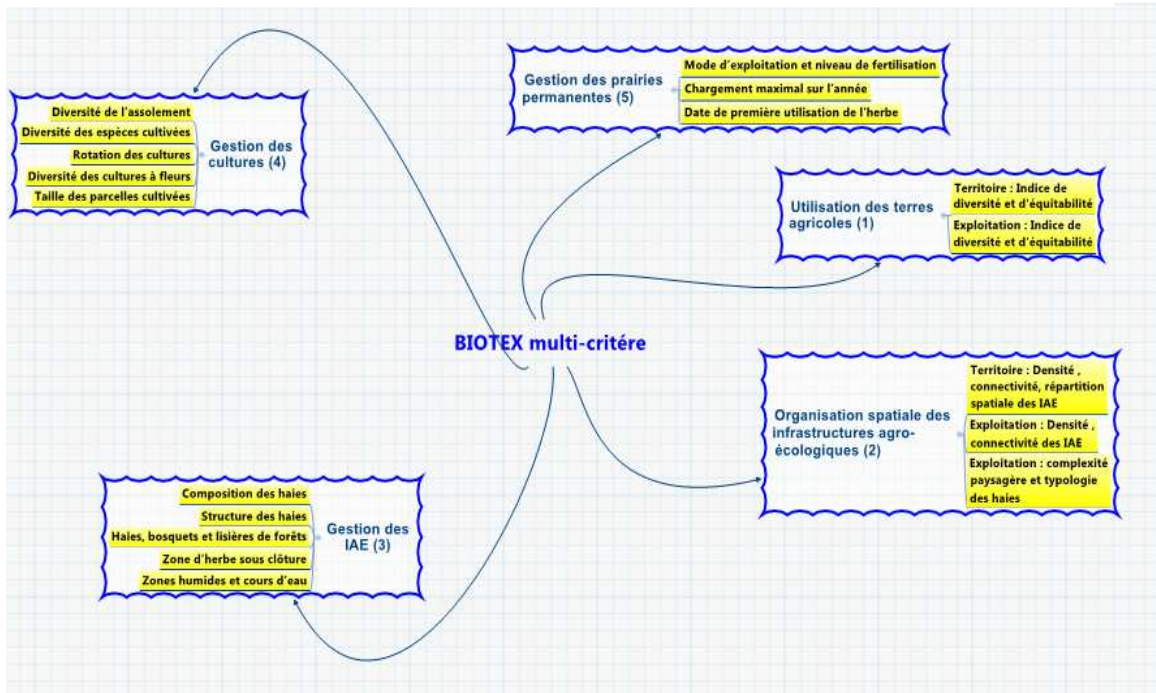 Mode d'exploitation et niveau de fertilisation
Gestion des prairies
permanentes (5)
Chargement maximal sur l'année
Date de première utilisation de l'herbe
Diversité de l'assolement
Diversité des espèces cultivées
Rotation des cultures
Diversité des cultures à fleurs
Taille des parcelles cultivées
Gestion des
cultures (4)
Utilisation des terres
agricoles (1)
Territoire : Indice de
diversité et d'équitabilité
Exploitation : Indice de
diversité et d'équitabilité
BIOTEX multi-critére
Organisation spatiale des
infrastructures agro-
écologiques (2)
Territoire : Densité ,
connectivité, répartition
spatiale des IAE
Exploitation : Densité ,
connectivité des IAE
Exploitation : complexité
paysagère et typologie
des haies
Composition des haies
Structure des haies
Haies, bosquets et lisières de forêts
Zone d'herbe sous clôture
Zones humides et cours d'eau
Gestion des
IAE (3)